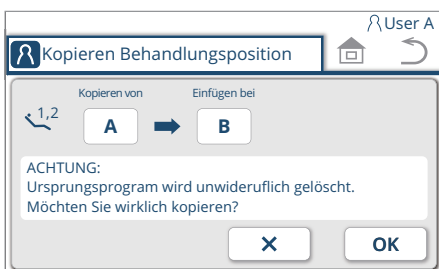 User A
Kopieren Behandlungsposition
Kopieren von Einfügen bei
1,2
A B
ACHTUNG:
Ursprungsprogram wird unwideruflich gelöscht.
Möchten Sie wirklich kopieren?
× OK